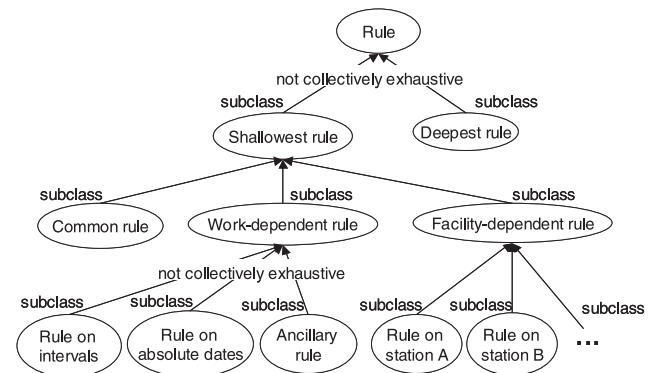 Rule
not collectively exhaustive
subclass
subclass
Shallowest rule
Deepest rule
subclass
subclass
subclass
Common rule
Work-dependent rule
Facility-dependent rule
not collectively exhaustive
subclass
subclass
subclass
subclass
subclass
subclass
Rule on
intervals
Rule on
absolute dates
Ancillary
rule
Rule on
station A
Rule on
station B
...